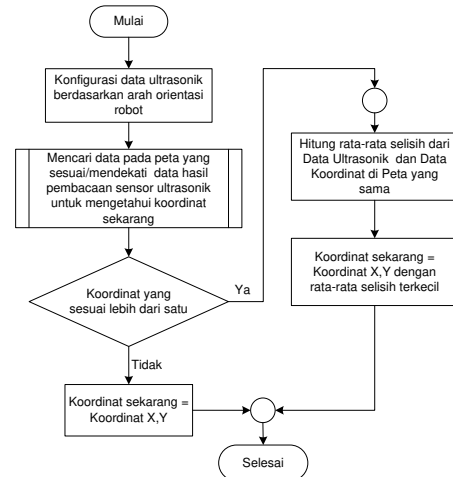 Mulai
Konfigurasi data ultrasonik
berdasarkan arah orientasi
robot
Mencari data pada peta yang
sesuai/mendekati data hasil
pembacaan sensor ultrasonik
untuk mengetahui koordinat
sekarang
Koordinat yang
sesuai lebih dari satu
Ya
Tidak
Koordinat sekarang =
Koordinat X,Y
Hitung rata-rata selisih dari
Data Ultrasonik dan Data
Koordinat di Peta yang
sama
Koordinat sekarang =
Koordinat X,Y dengan
rata-rata selisih terkecil
Selesai